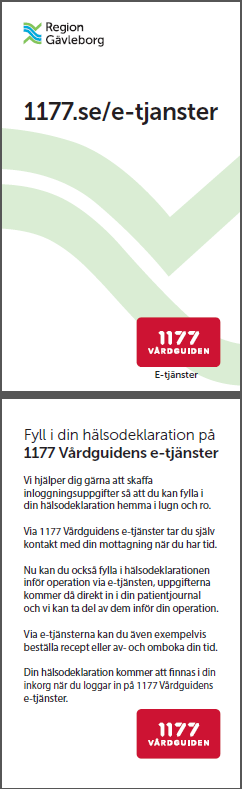 Region
Gävleborg
1177.se/e-tjanster
1177
VÅRDGUIDEN
E-tjänster
Fyll i din hälsodeklaration på
1177 Vårdguidens e-tjänster
Vi hjälper dig gärna att skaffa
inloggningsuppgifter så att du kan fylla i
din hälsodeklaration hemma i lugn och ro.
Via 1177 Vårdguidens e-tjänster tar du själv
kontakt med din mottagning när du har tid.
Nu kan du också fylla i hälsodeklarationen
inför operation via e-tjänsten, uppgifterna
kommer då direkt in i din patientjournal
och vi kan ta del av dem inför din operation.
Via e-tjänsterna kan du även exempelvis
beställa recept eller av- och omboka din tid.
Din hälsodeklaration kommer att finnas i din
inkorg när du loggar in på 1177 Vårdguidens
e-tjänster.
1177
VÅRDGUIDEN